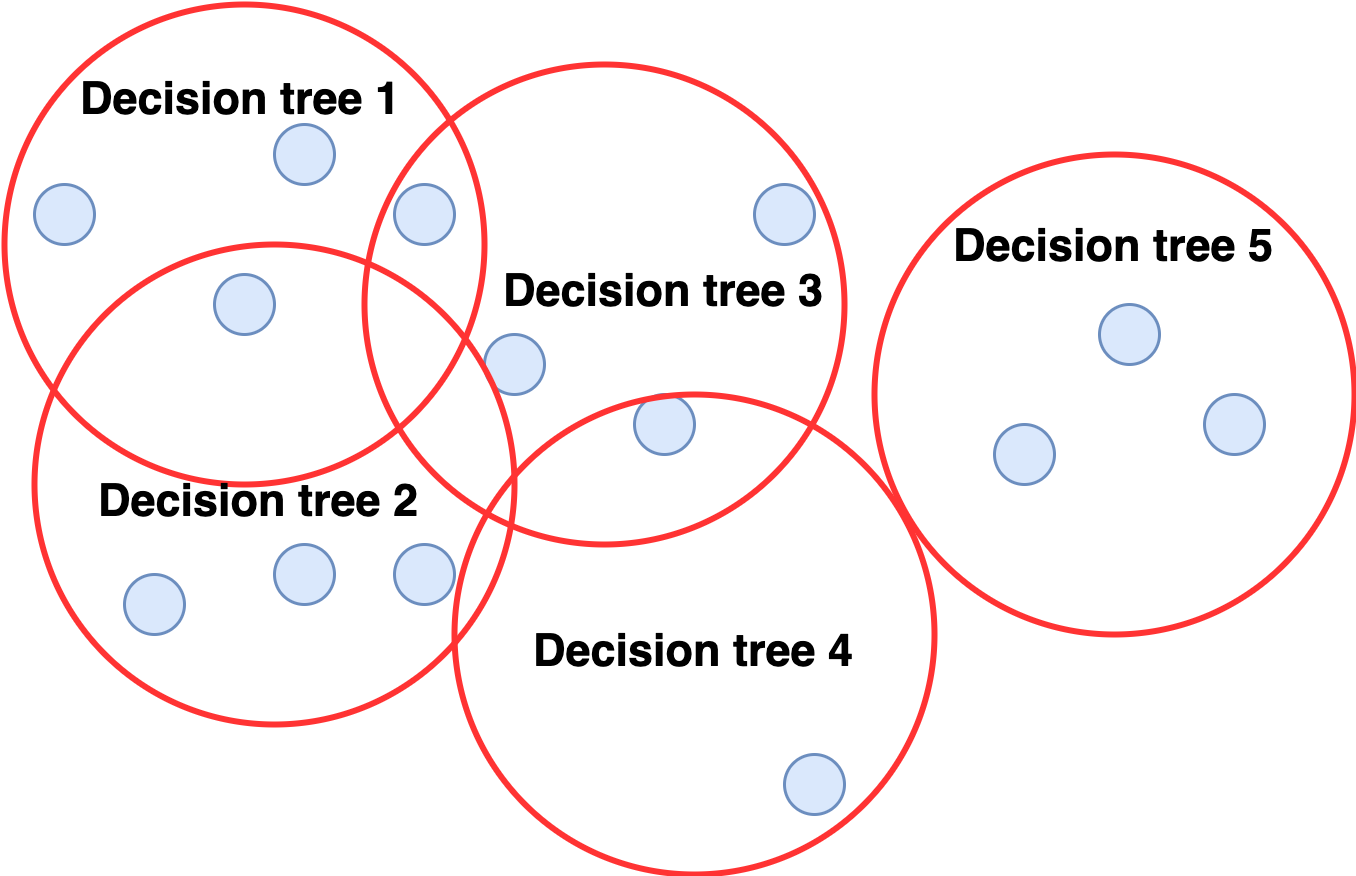 Decision tree 1
Decision tree 3
Decision tree 5
Decision tree 2
Decision tree 4